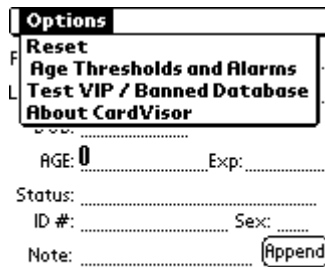 Options
Reset
Age Thresholds and Alarms
Test VIP / Banned Database
About CardVisor
AGE: 0 Exp:
Status:
ID #: Sex:
Note: Append